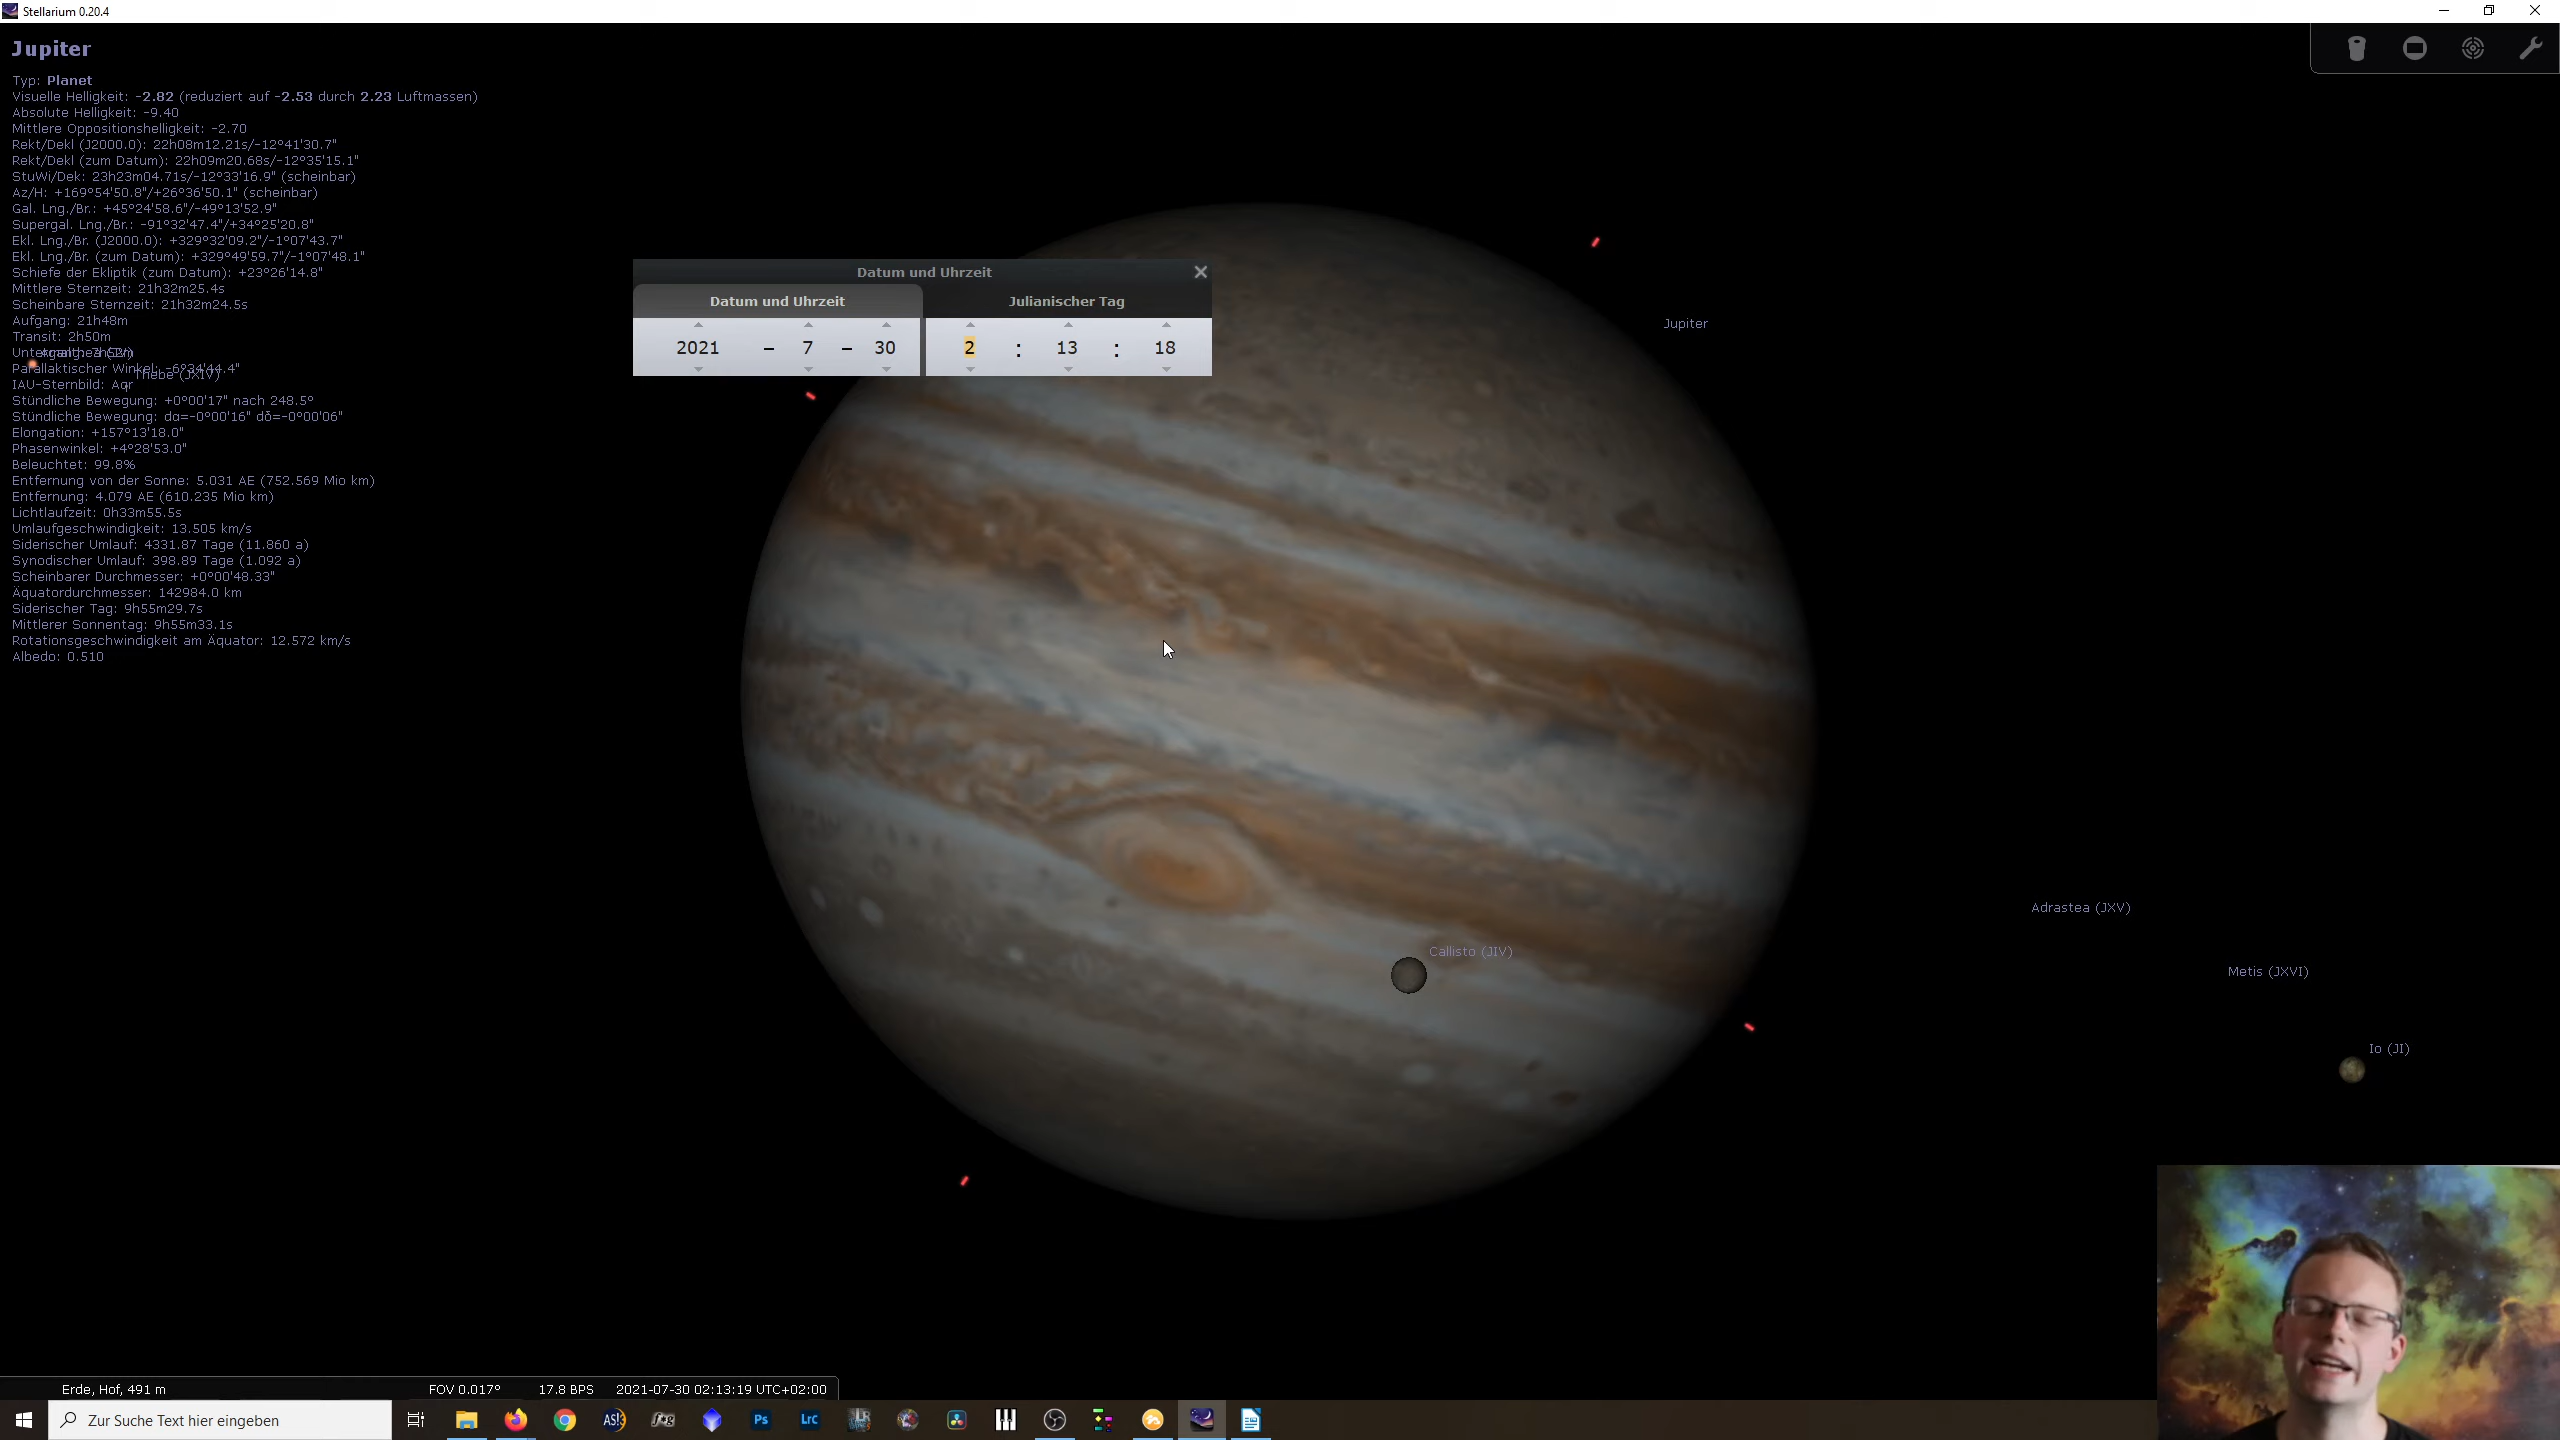 Stellarium 0.20.4
Jupiter
Typ: Planet
Visuelle Helligkeit: -2.82 (reduziert auf -2.53 durch 2.23 Luftmassen)
Absolute Helligkeit: -9.40
Mittlere Oppositionshelligkeit: -2.70
Rekt/Dekl (J2000.0): 22h08m12.21s/-12°41'30.7"
Rekt/Dekl (zum Datum): 22h09m20.68s/-12°35'15.1"
StuWi/Dek: 23h23m04.71s/-12°33'16.9" (scheinbar)
Az/H: +169°54'50.8"/+26°36'50.1" (scheinbar)
Gal. Lng./Br.: +45°24'58.6"/-49°13'52.9"
Supergal. Lng./Br.: -91°32'47.4"/+34°25'20.8"
Ekl. Lng./Br. (J2000.0): +329°32'09.2"/-1°07'43.7"
Ekl. Lng./Br. (zum Datum): +329°49'59.7"/-1°07'48.1"
Schiefe der Ekliptik (zum Datum): +23°26'14.8"
Mittlere Sternzeit: 21h32m25.4s
Scheinbare Sternzeit: 21h32m24.5s
Aufgang: 21h48m
Transit: 2h50m
Parallaktischer Winkel: -6°34'44.4"
Thebe (JXIV)
IAU-Sternbild: Aqr
Stündliche Bewegung: +0°00'17" nach 248.5°
Stündliche Bewegung: dα=-0°00'16" dδ=-0°00'06"
Elongation: +157°13'18.0"
Phasenwinkel: +4°28'53.0"
Beleuchtet: 99.8%
Entfernung von der Sonne: 5.031 AE (752.569 Mio km)
Entfernung: 4.079 AE (610.235 Mio km)
Lichtlaufzeit: 0h33m55.5s
Umlaufgeschwindigkeit: 13.505 km/s
Siderischer Umlauf: 4331.87 Tage (11.860 a)
Synodischer Umlauf: 398.89 Tage (1.092 a)
Scheinbarer Durchmesser: +0°00'48.33"
Äquatordurchmesser: 142984.0 km
Siderischer Tag: 9h55m29.7s
Mittlerer Sonnentag: 9h55m33.1s
Rotationsgeschwindigkeit am Äquator: 12.572 km/s
Albedo: 0.510
Datum und Uhrzeit
Datum und Uhrzeit Julianischer Tag
2021 - 7 - 30 2 : 13 : 18
Jupiter
Adrastea (JXV)
Callisto (JIV)
Metis (JXVI)
Io (JI)
Erde, Hof, 491 m FOV 0.017° 17.8 BPS 2021-07-30 02:13:19 UTC+02:00
Zur Suche Text hier eingeben
AS!
Ps
Lrc